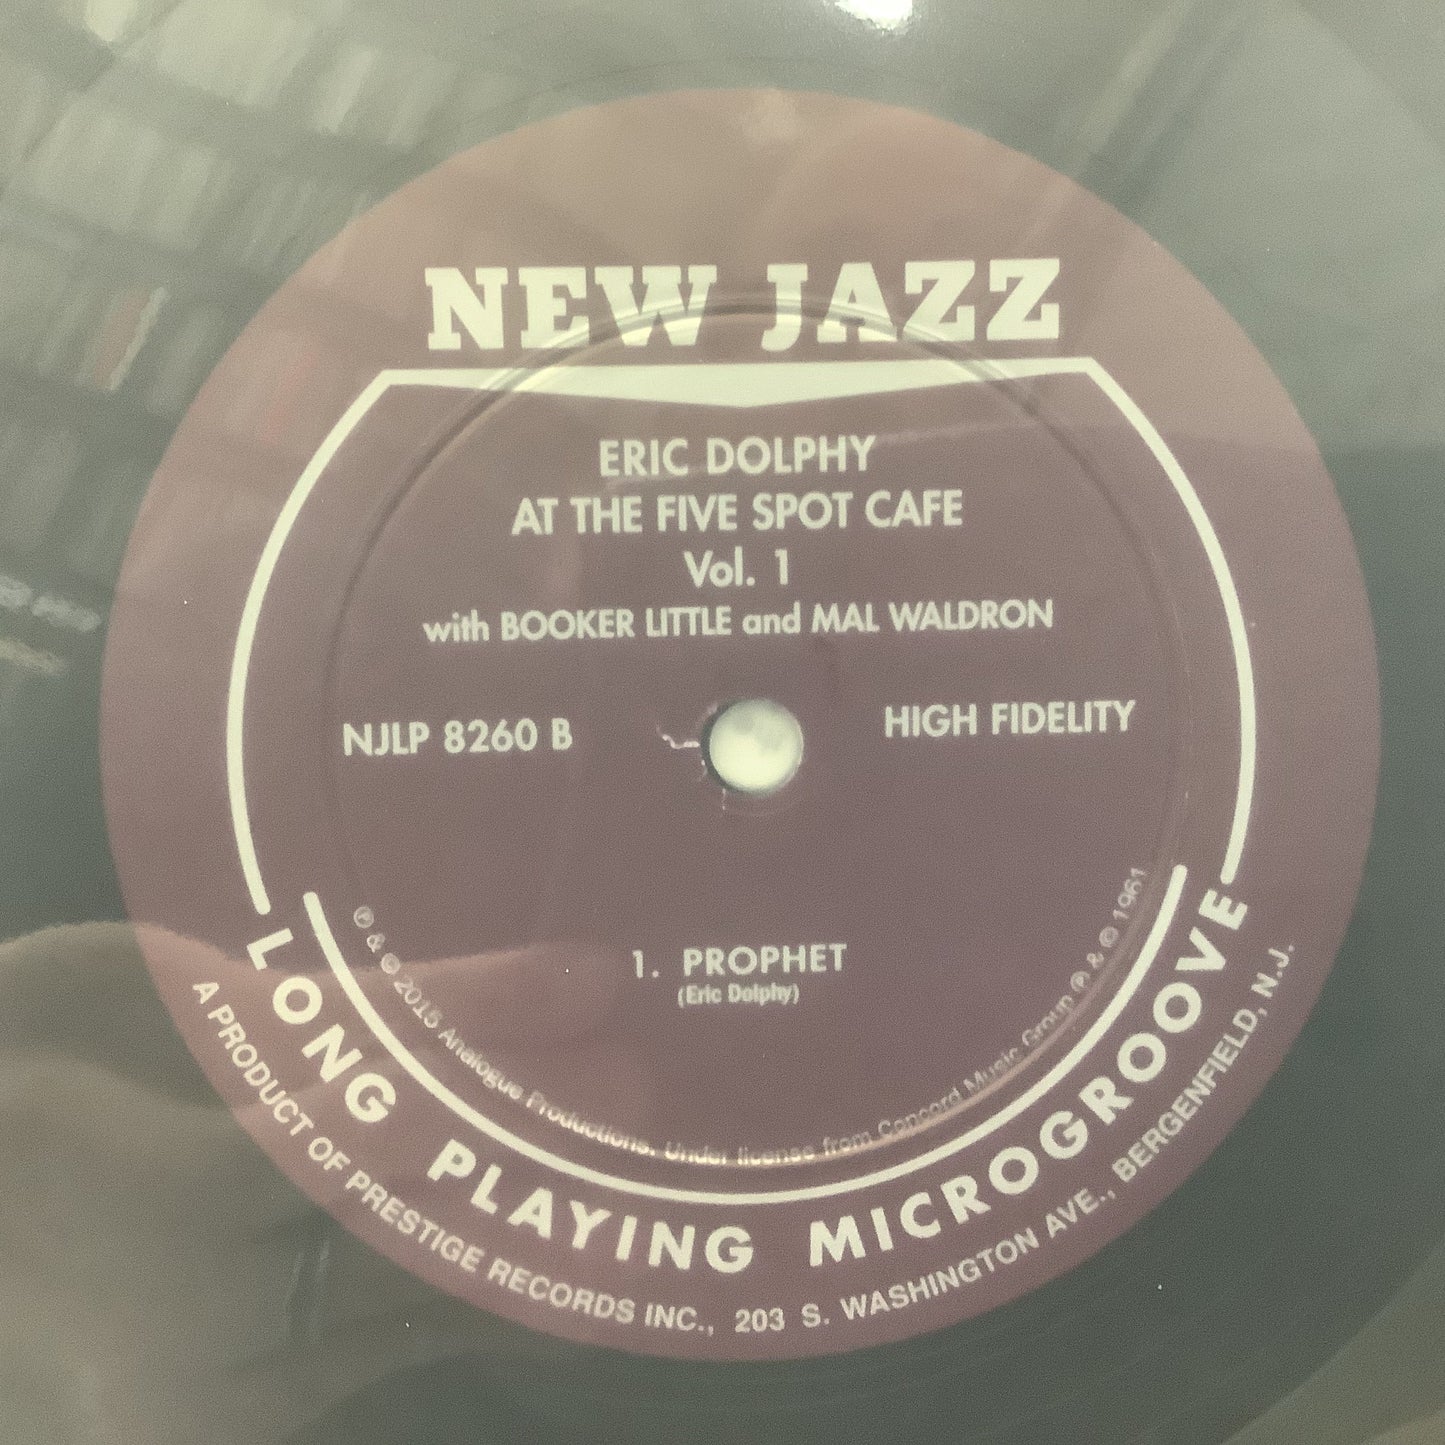 NEW JAZZ
ERIC DOLPHY
AT THE FIVE SPOT CAFE
Vol. 1
with BOOKER LITTLE and MAL WALDRON
NJLP 8260 B
HIGH FIDELITY
1. PROPHET
(Eric Dolphy)
℗ & © 2015 Analogue Productions. Under license from Concord Music Group ℗ & © 1961
LONG PLAYING MICROGROOVE
A PRODUCT OF PRESTIGE RECORDS INC., 203 S. WASHINGTON AVE., BERGENFIELD, N.J.